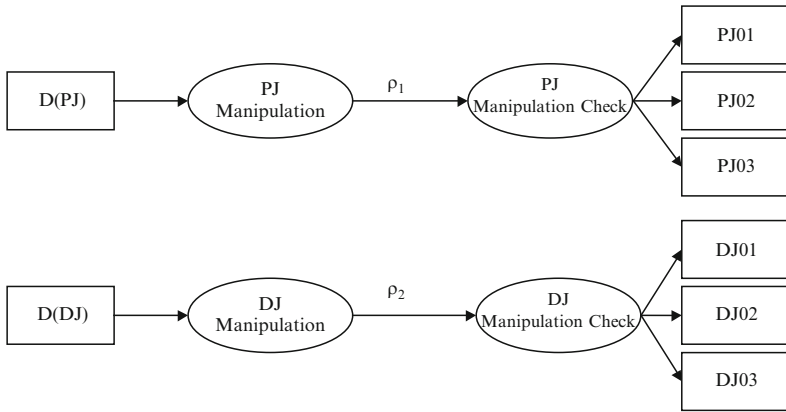 PJ01
D(PJ)
PJ
Manipulation
ρ1
PJ
Manipulation Check
PJ02
PJ03
DJ01
D(DJ)
DJ
Manipulation
ρ2
DJ
Manipulation Check
DJ02
DJ03